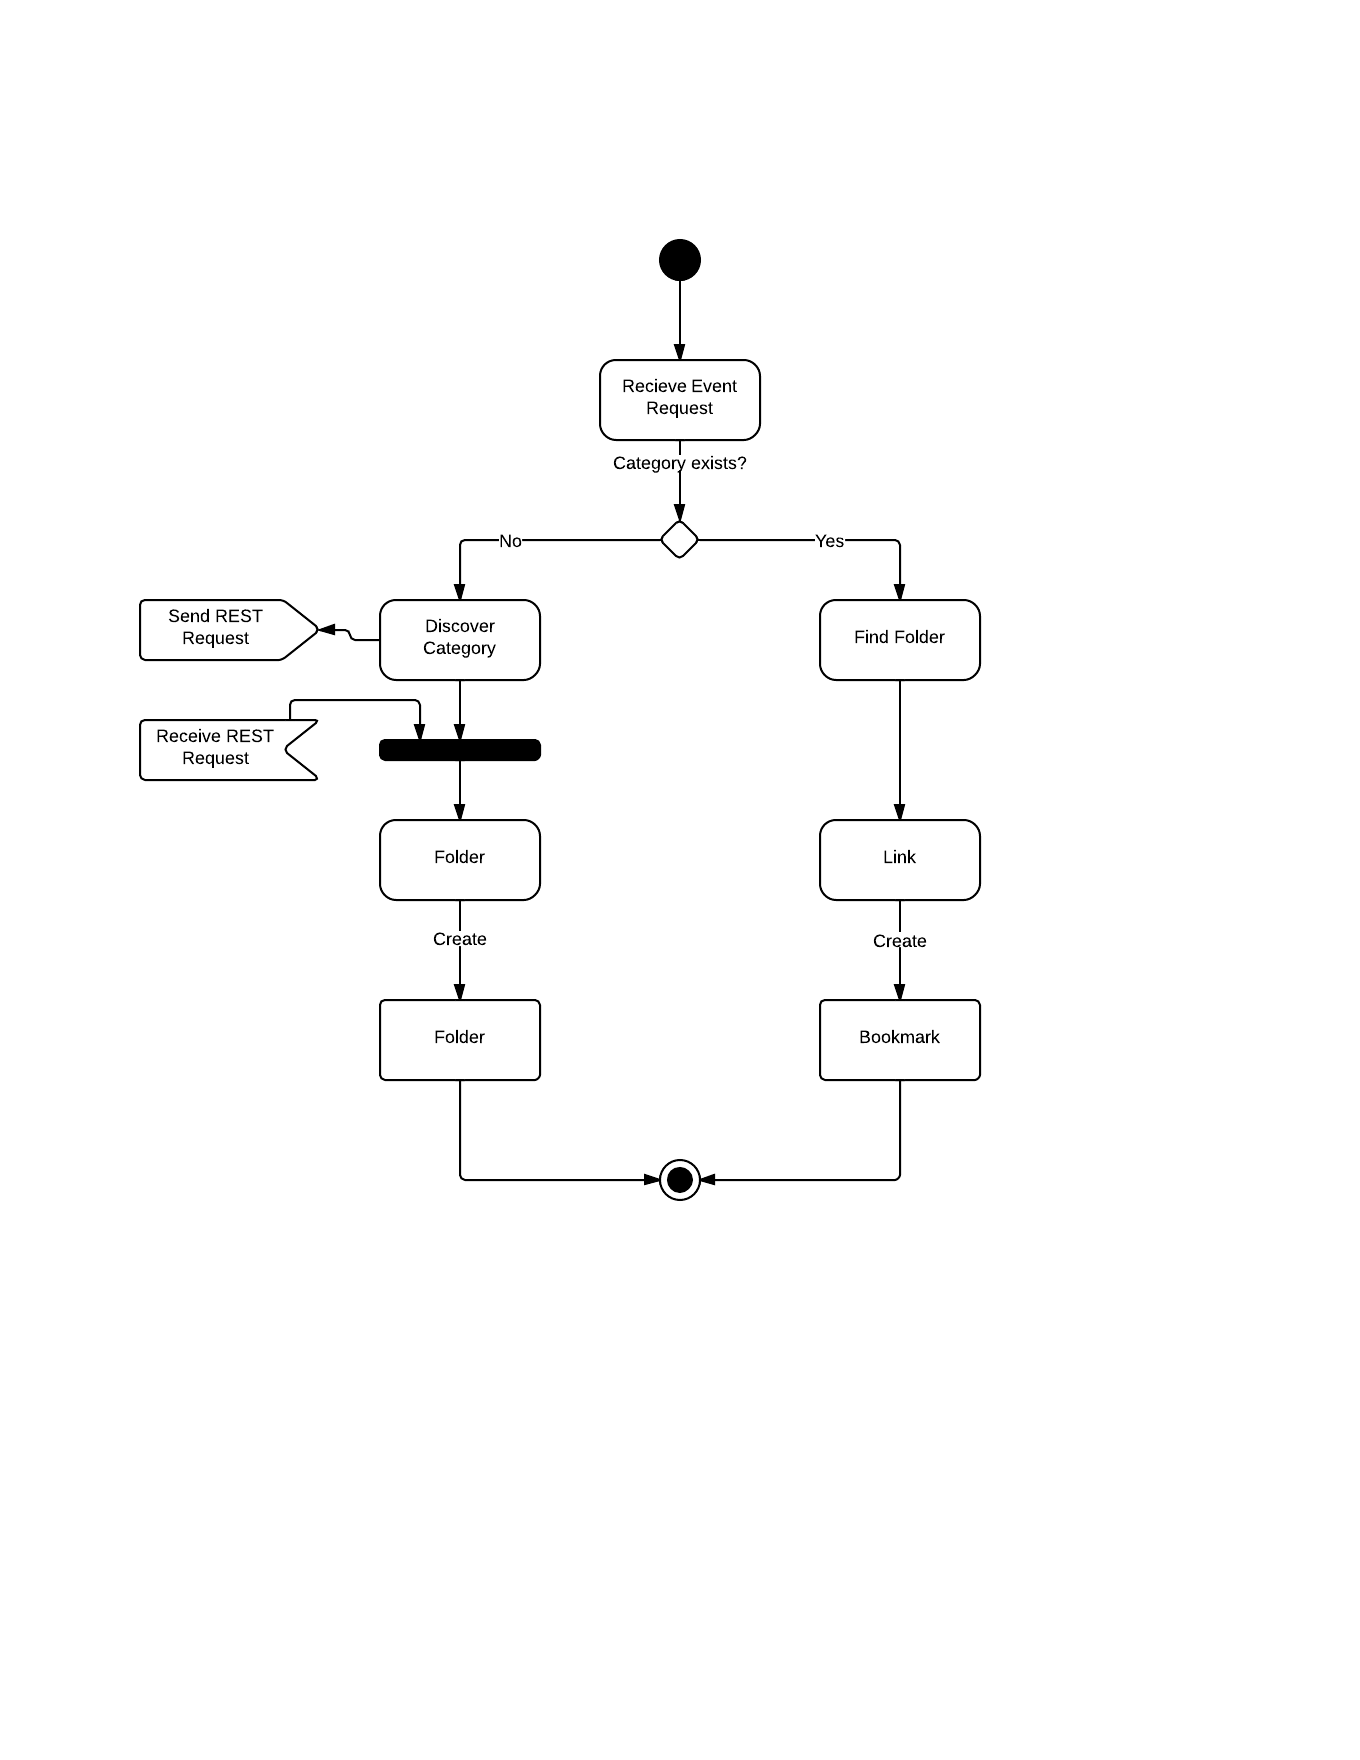 Recieve Event
Request
Category exists?
No
Yes
Send REST
Request
Discover
Category
Find Folder
Receive REST
Request
Folder
Link
Create
Create
Folder
Bookmark